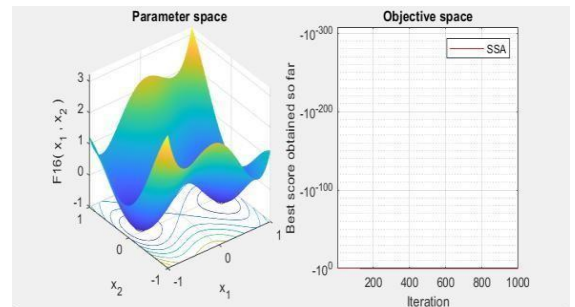 Parameter space
F16( x1 , x2 )
3
2
1
0
-1
1
0
-1
x2
-1
0
1
x1
Objective space
Best score obtained so far
-10^300
-10^200
-10^100
-10^0
SSA
200 400 600 800 1000
Iteration